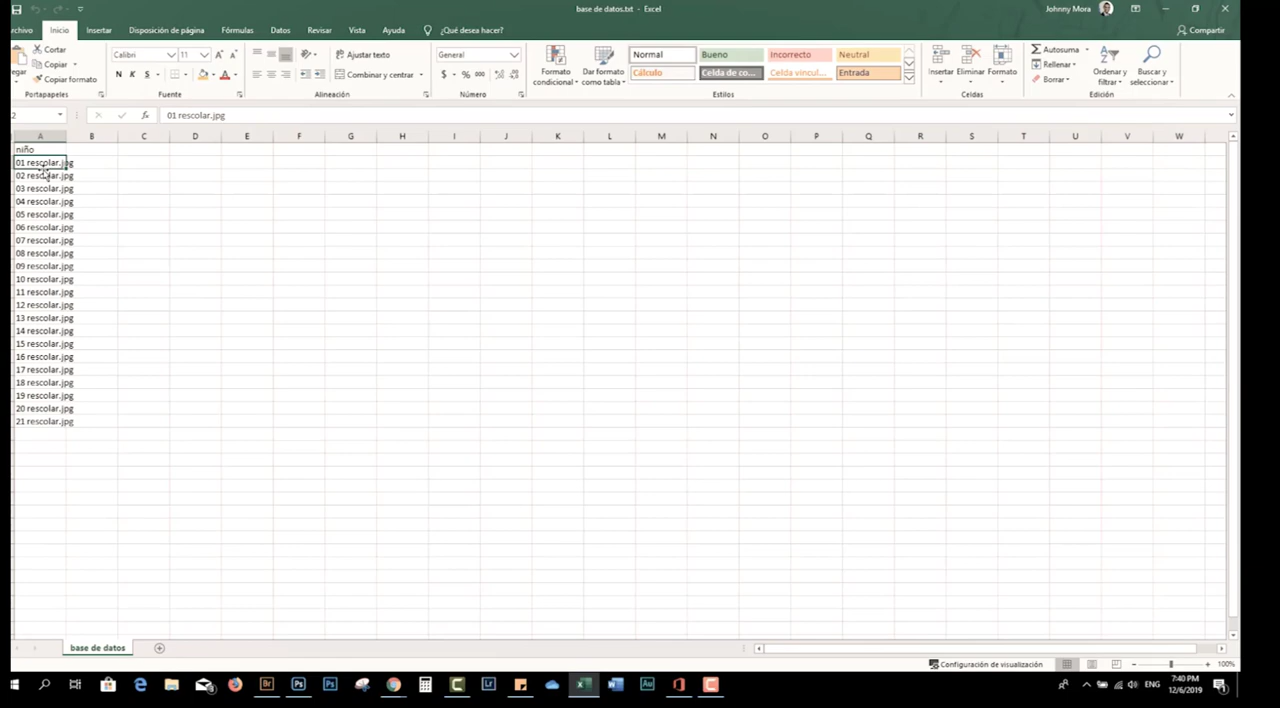 base de datos.txt - Excel
Johnny Mora
Inicio
Insertar
Disposición de página
Fórmulas
Datos
Revisar
Vista
Ayuda
¿Qué desea hacer?
Compartir
Cortar
Copiar
Copiar formato
Portapapeles
Calibri
11
N K S
Fuente
Ajustar texto
Combinar y centrar
Alineación
General
$ % 000
Número
Formato condicional
Dar formato como tabla
Normal
Bueno
Incorrecto
Neutral
Cálculo
Celda de co...
Celda vincul...
Entrada
Estilos
Insertar
Eliminar
Formato
Celdas
Autosuma
Rellenar
Borrar
Ordenar y filtrar
Buscar y seleccionar
Edición
01 rescolar.jpg
A B C D E F G H I J K L M N O P Q R S T U V W
niño
01 rescolar.jpg
02 rescolar.jpg
03 rescolar.jpg
04 rescolar.jpg
05 rescolar.jpg
06 rescolar.jpg
07 rescolar.jpg
08 rescolar.jpg
09 rescolar.jpg
10 rescolar.jpg
11 rescolar.jpg
12 rescolar.jpg
13 rescolar.jpg
14 rescolar.jpg
15 rescolar.jpg
16 rescolar.jpg
17 rescolar.jpg
18 rescolar.jpg
19 rescolar.jpg
20 rescolar.jpg
21 rescolar.jpg
base de datos
Configuración de visualización
100%
Br
Ps
Ps
Lr
Au
ENG
7:40 PM
12/6/2019